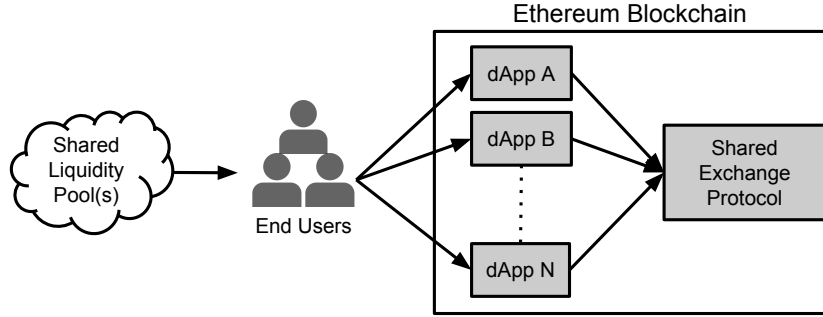 Ethereum Blockchain
Shared
Liquidity
Pool(s)
End Users
dApp A
dApp B
dApp N
Shared
Exchange
Protocol